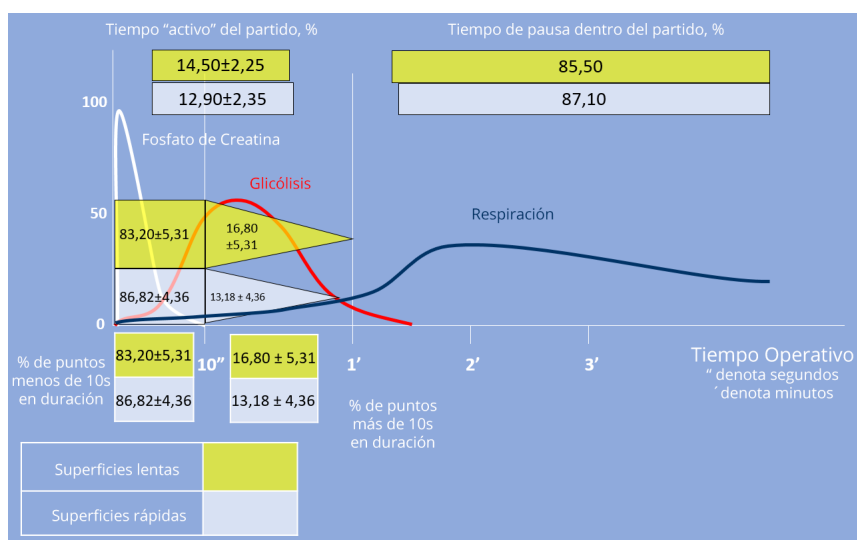 Tiempo “activo” del partido, %
Tiempo de pausa dentro del partido, %
14,50±2,25
85,50
12,90±2,35
87,10
100
Fosfato de Creatina
Glicólisis
50
Respiración
83,20±5,31
16,80
±5,31
86,82±4,36
13,18 ± 4,36
0
% de puntos
menos de 10s
en duración
83,20±5,31
10”
16,80 ± 5,31
1’
2’
3’
Tiempo Operativo
“ denota segundos
´ denota minutos
86,82±4,36
13,18 ± 4,36
% de puntos
más de 10s
en duración
Superficies lentas
Superficies rápidas